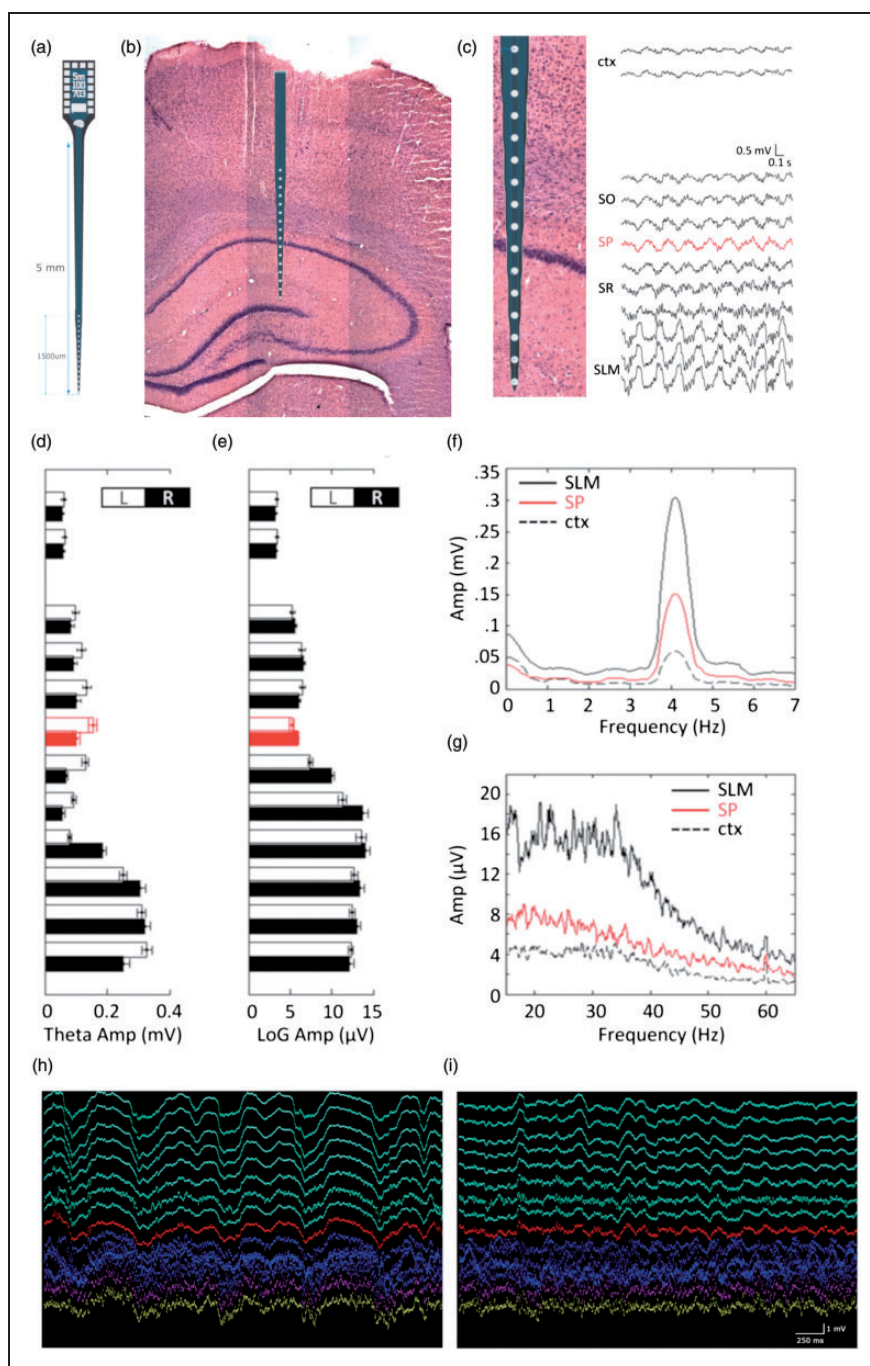 (a)
5mm
100
703
5 mm
1500um
(b)
(c)
ctx
0.5 mV
0.1 s
SO
SP
SR
SLM
(d)
L R
0 0.2 0.4
Theta Amp (mV)
(e)
L R
0 5 10 15
LoG Amp (µV)
(f)
.35
.3
.25
.2
.15
.1
.05
0
Amp (mV)
SLM
SP
ctx
0 1 2 3 4 5 6 7
Frequency (Hz)
(g)
20
16
12
8
4
0
Amp (µV)
SLM
SP
ctx
20 30 40 50 60
Frequency (Hz)
(h)
(i)
1 mV
250 ms